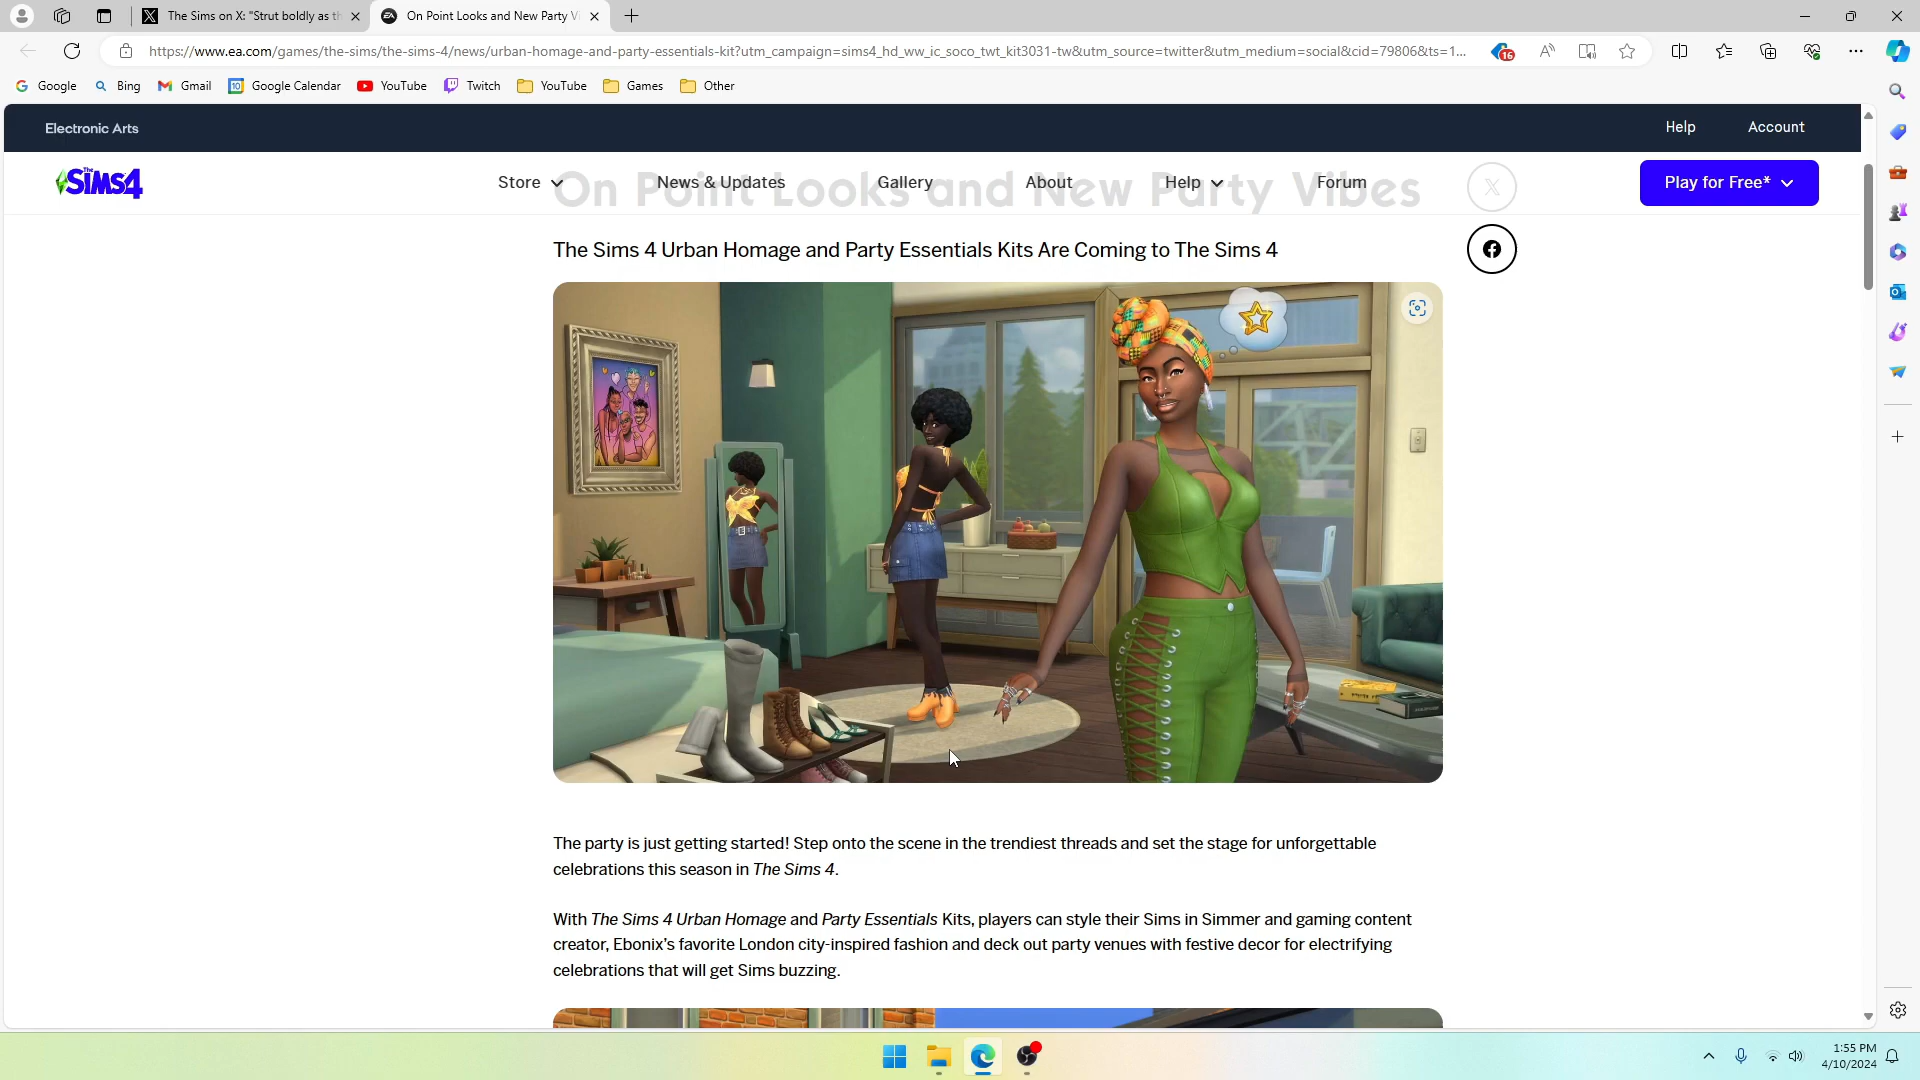 The Sims on X: "Strut boldly as th
On Point Looks and New Party Vi
https://www.ea.com/games/the-sims/the-sims-4/news/urban-homage-and-party-essentials-kit?utm_campaign=sims4_hd_ww_ic_soco_twt_kit3031-tw&utm_source=twitter&utm_medium=social&cid=79806&ts=1...
16
Google
Bing
Gmail
Google Calendar
YouTube
Twitch
YouTube
Games
Other
Electronic Arts
Help
Account
The Sims 4
Store
News & Updates
Gallery
About
Help
Forum
Play for Free*
On Point Looks and New Party Vibes
The Sims 4 Urban Homage and Party Essentials Kits Are Coming to The Sims 4
The party is just getting started! Step onto the scene in the trendiest threads and set the stage for unforgettable
celebrations this season in The Sims 4.
With The Sims 4 Urban Homage and Party Essentials Kits, players can style their Sims in Simmer and gaming content
creator, Ebonix's favorite London city-inspired fashion and deck out party venues with festive decor for electrifying
celebrations that will get Sims buzzing.
1:55 PM
4/10/2024